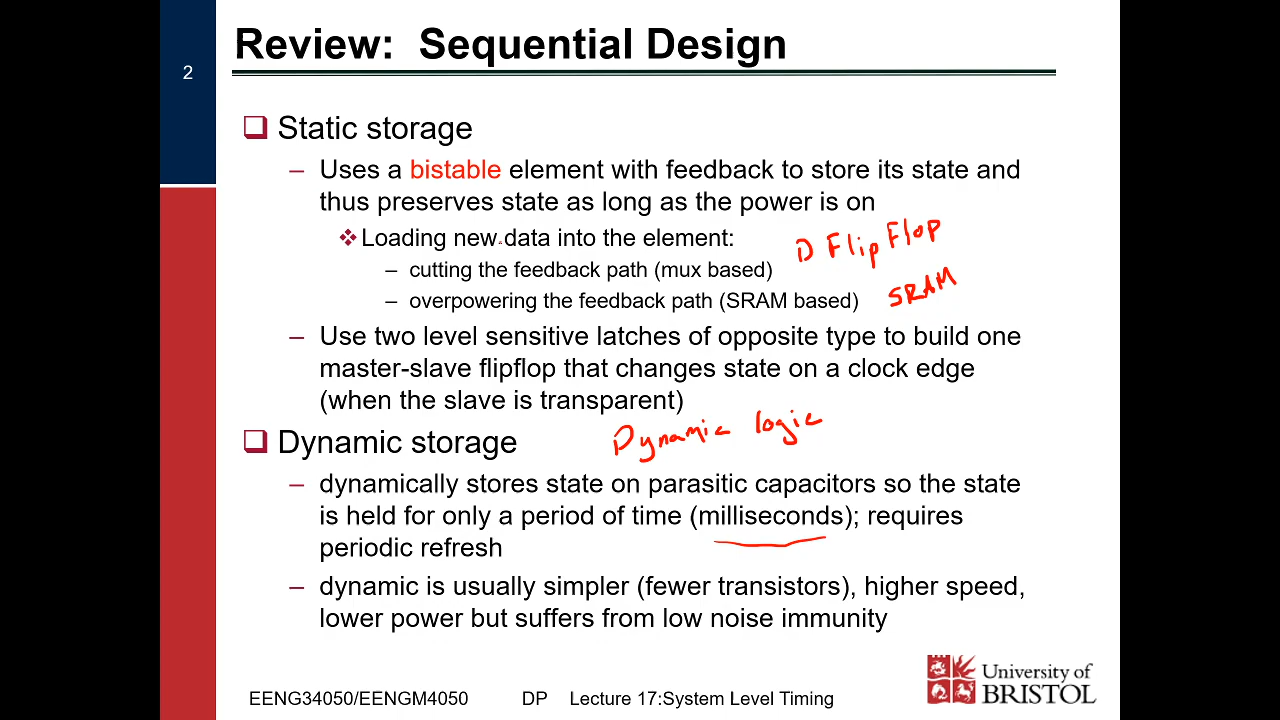 Review: Sequential Design
2
❑ Static storage
– Uses a bistable element with feedback to store its state and
thus preserves state as long as the power is on
❖ Loading new data into the element:
D FlipFlop
– cutting the feedback path (mux based)
– overpowering the feedback path (SRAM based)
SRAM
– Use two level sensitive latches of opposite type to build one
master-slave flipflop that changes state on a clock edge
(when the slave is transparent)
❑ Dynamic storage
Dynamic logic
– dynamically stores state on parasitic capacitors so the state
is held for only a period of time (milliseconds); requires
periodic refresh
– dynamic is usually simpler (fewer transistors), higher speed,
lower power but suffers from low noise immunity
EENG34050/EENGM4050 DP Lecture 17:System Level Timing
University of
BRISTOL